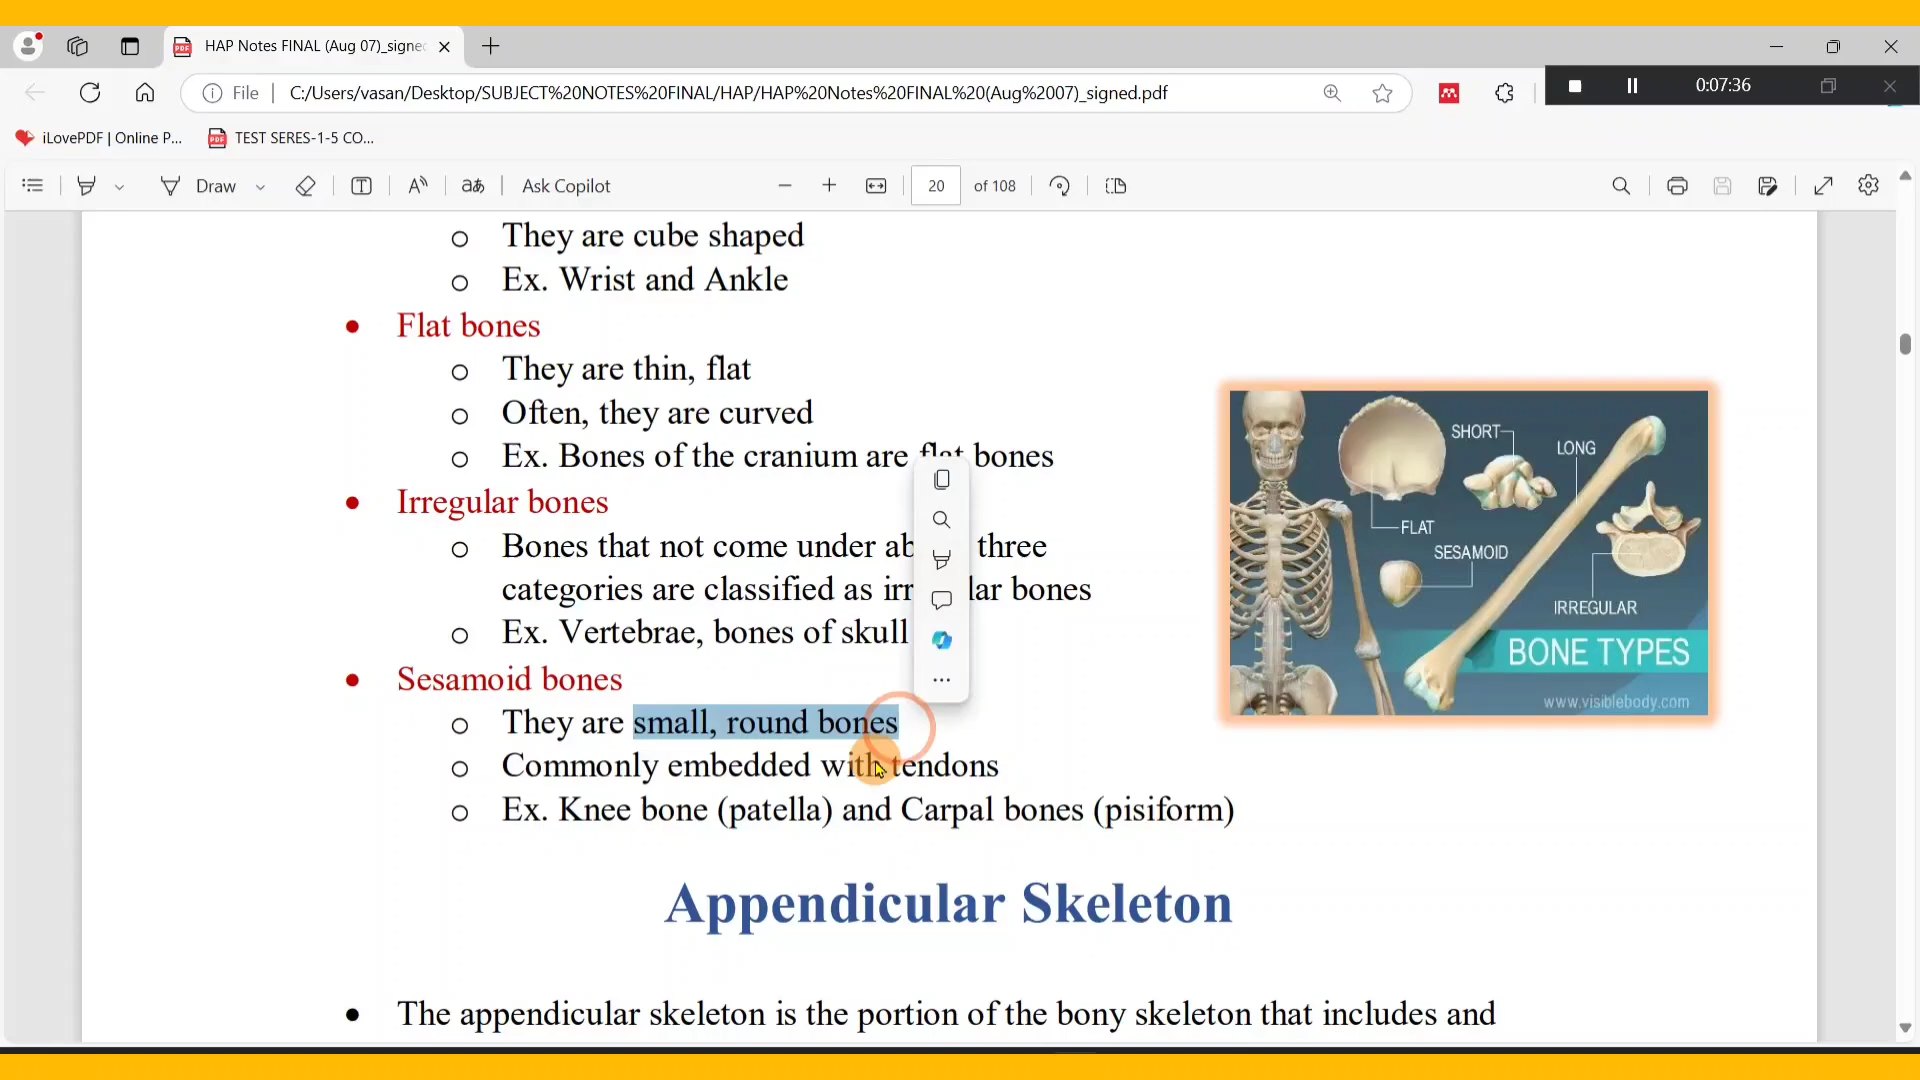 HAP Notes FINAL (Aug 07)_signe
File
C:/Users/vasan/Desktop/SUBJECT%20NOTES%20FINAL/HAP/HAP%20Notes%20FINAL%20(Aug%2007)_signed.pdf
0:07:36
iLovePDF | Online P...
TEST SERES-1-5 CO...
Draw
Ask Copilot
20 of 108
They are cube shaped
Ex. Wrist and Ankle
Flat bones
They are thin, flat
Often, they are curved
Ex. Bones of the cranium are flat bones
Irregular bones
Bones that not come under ab three
categories are classified as irr lar bones
Ex. Vertebrae, bones of skull
Sesamoid bones
They are small, round bones
Commonly embedded with tendons
Ex. Knee bone (patella) and Carpal bones (pisiform)
SHORT
LONG
FLAT
SESAMOID
IRREGULAR
BONE TYPES
www.visiblebody.com
Appendicular Skeleton
The appendicular skeleton is the portion of the bony skeleton that includes and